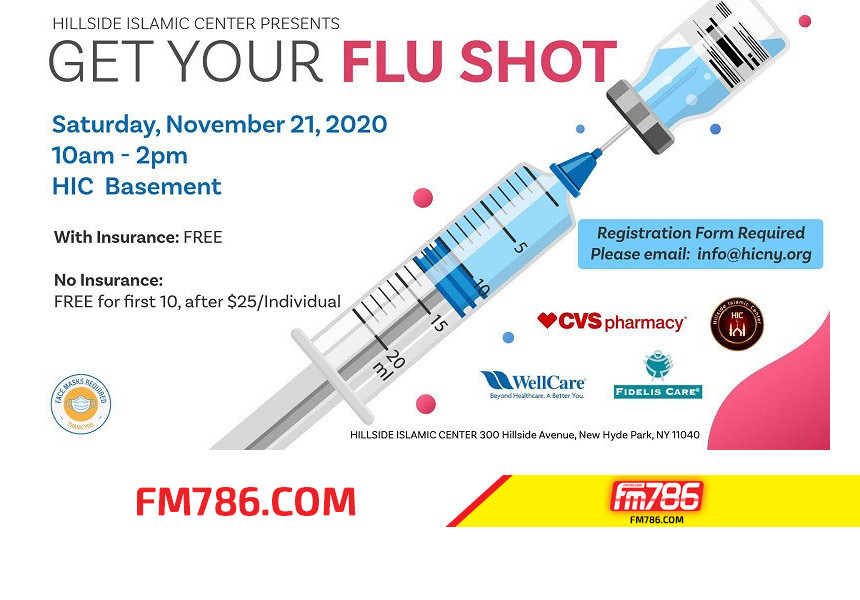 HILLSIDE ISLAMIC CENTER PRESENTS
GET YOUR FLU SHOT
Saturday, November 21, 2020
10am - 2pm
HIC Basement
With Insurance: FREE
No Insurance:
FREE for first 10, after $25/Individual
5
10
15
20
ml
Registration Form Required
Please email: info@hicny.org
CVS pharmacy
Hillside Islamic Center
HIC
WellCare
Beyond Healthcare. A Better You.
FIDELIS CARE
FACE MASKS REQUIRED
THANK YOU
HILLSIDE ISLAMIC CENTER 300 Hillside Avenue, New Hyde Park, NY 11040
FM786.COM
fm786
FM786.COM